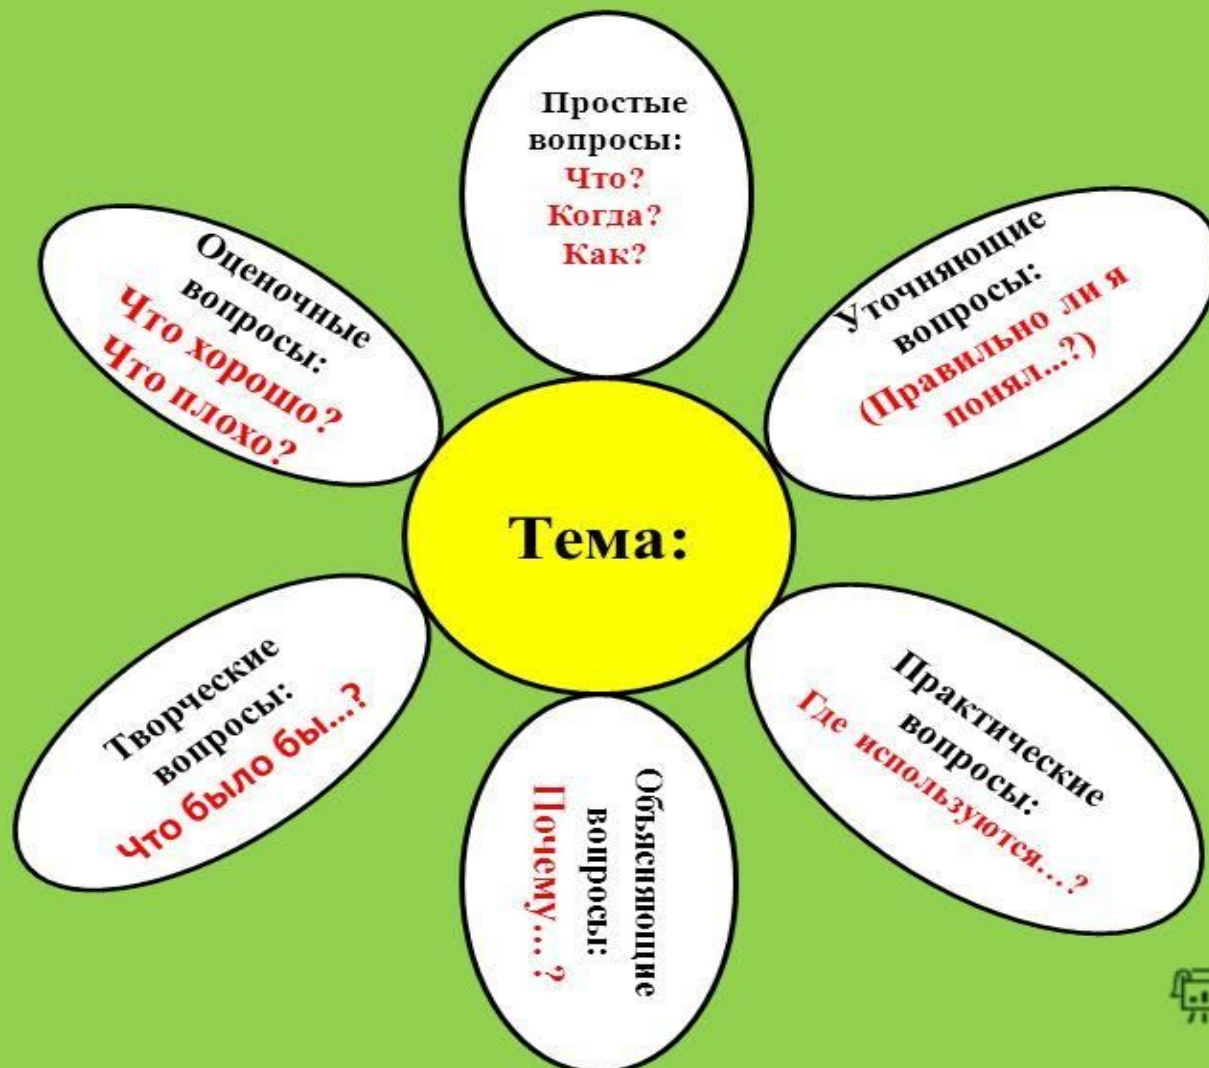 Простые
вопросы:
Что?
Когда?
Как?
Оценочные
вопросы:
Что хорошо?
Что плохо?
Уточняющие
вопросы:
(Правильно ли я
понял...?)
Тема:
Творческие
вопросы:
Что было бы...?
Практические
вопросы:
Где используются...?
Объясняющие
вопросы:
Почему...?